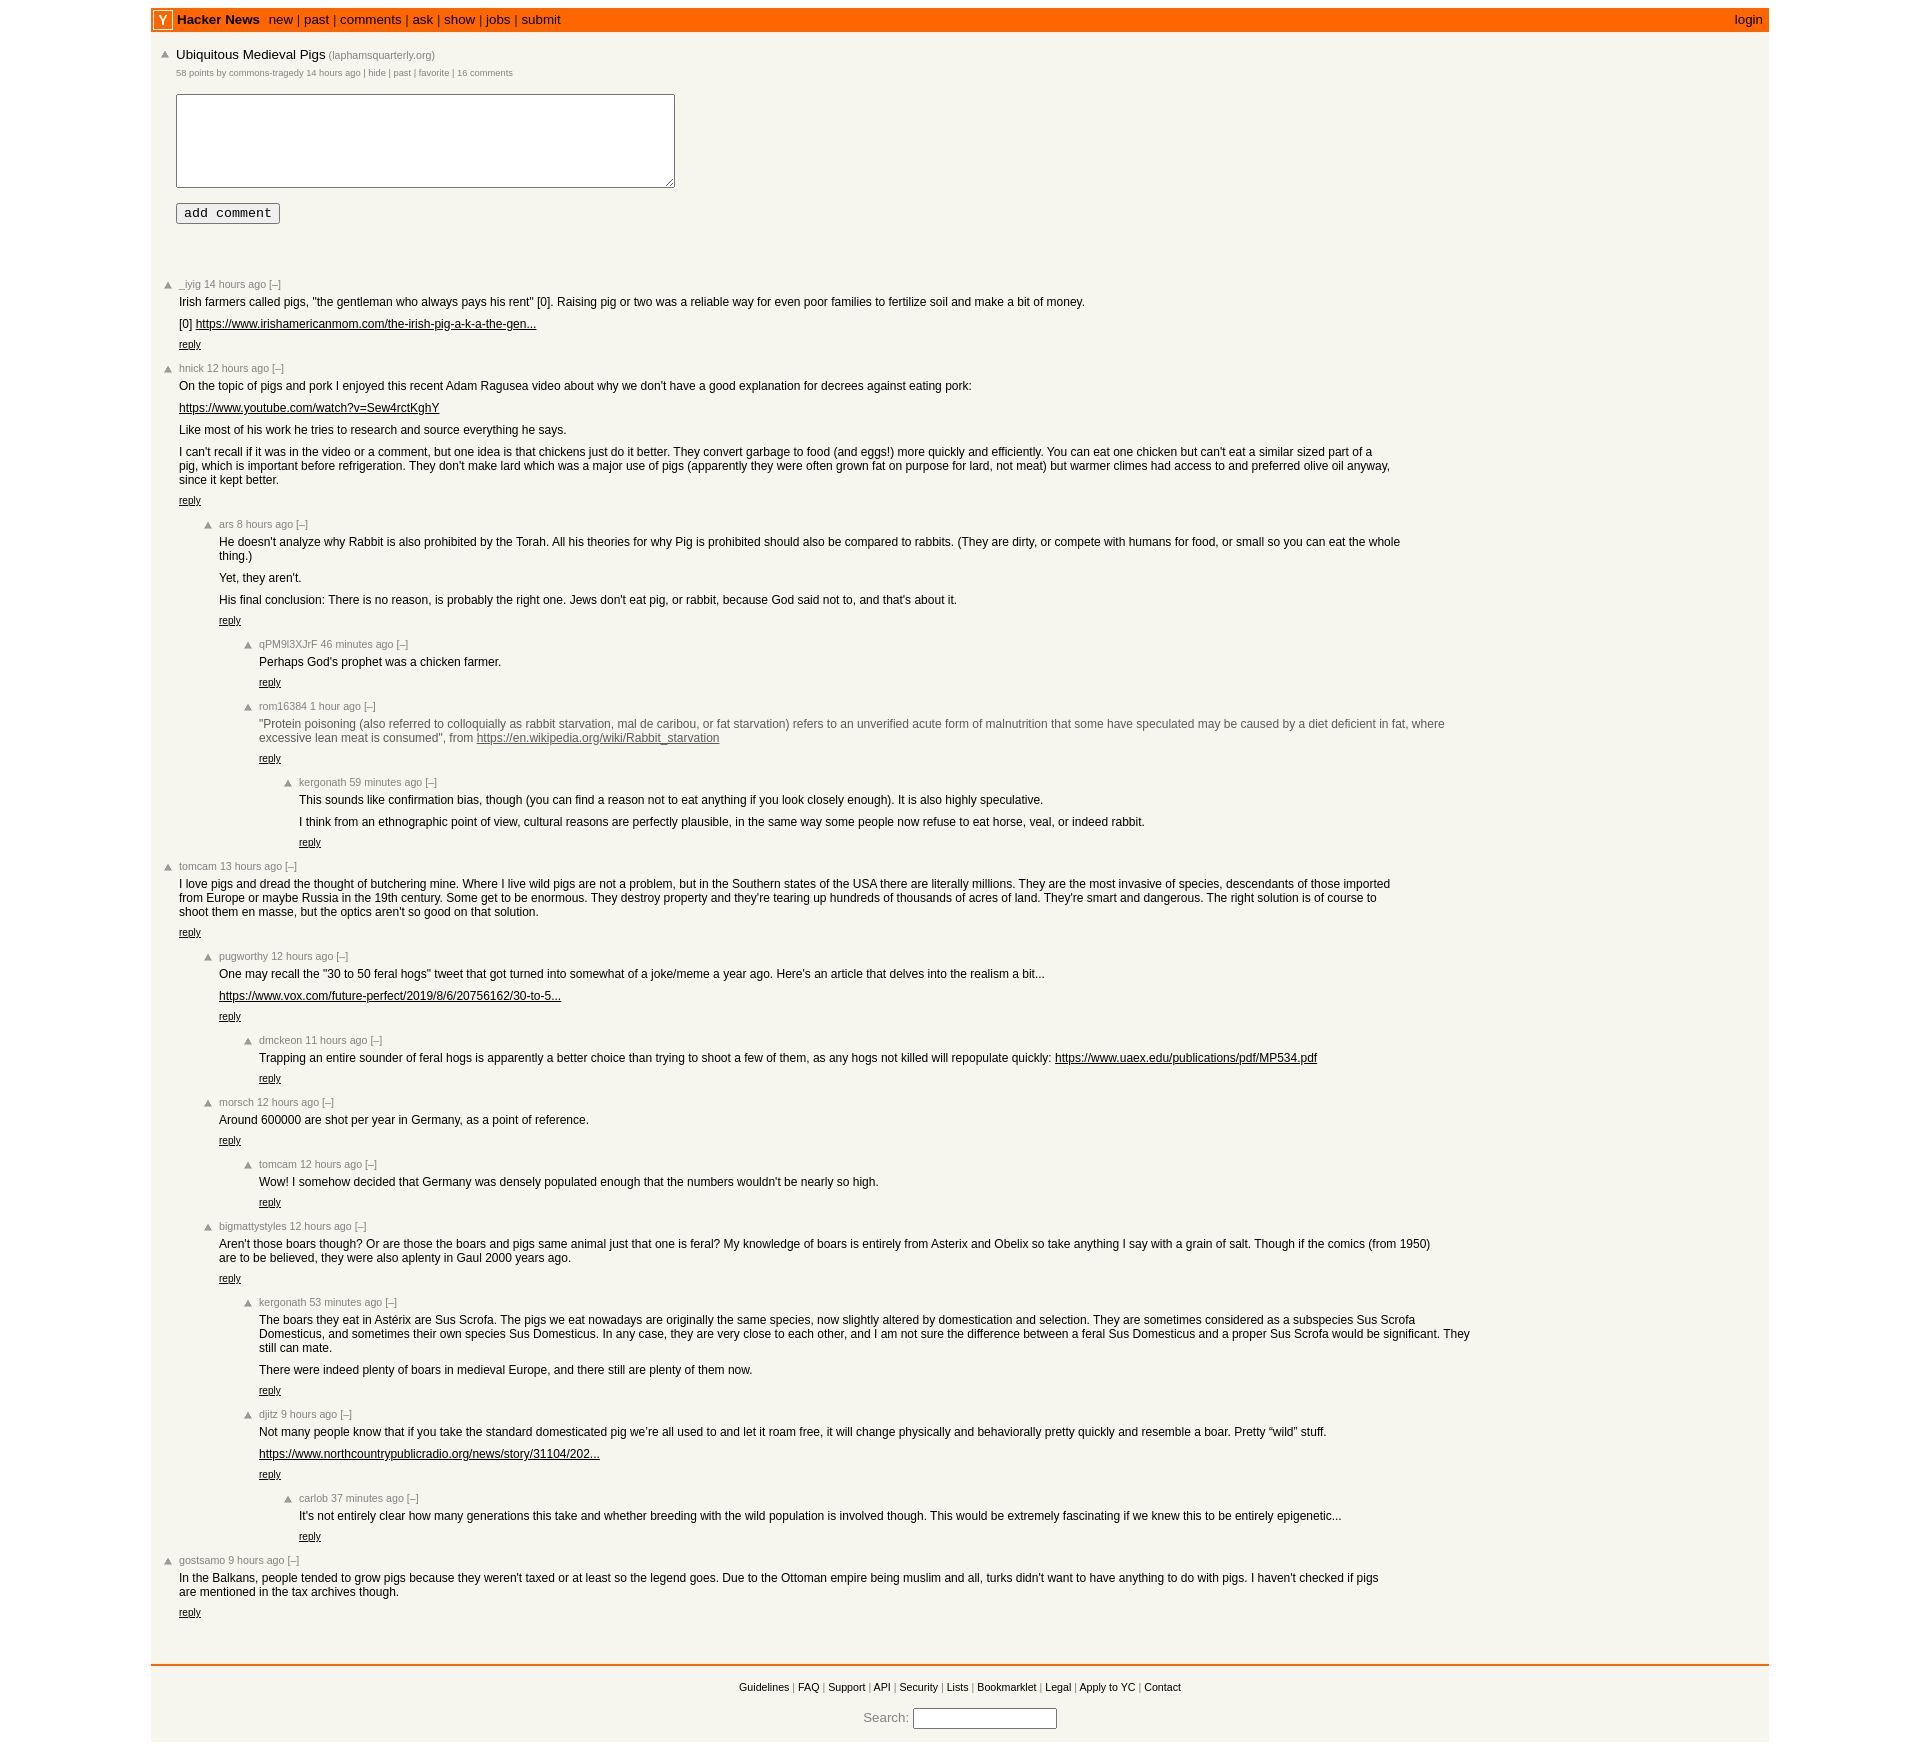 Y Hacker News new | past | comments | ask | show | jobs | submit login
Ubiquitous Medieval Pigs (laphamsquarterly.org)
58 points by commons-tragedy 14 hours ago | hide | past | favorite | 16 comments
add comment
_iyig 14 hours ago [–]
Irish farmers called pigs, "the gentleman who always pays his rent" [0]. Raising pig or two was a reliable way for even poor families to fertilize soil and make a bit of money.
[0] https://www.irishamericanmom.com/the-irish-pig-a-k-a-the-gen...
reply
hnick 12 hours ago [–]
On the topic of pigs and pork I enjoyed this recent Adam Ragusea video about why we don't have a good explanation for decrees against eating pork:
https://www.youtube.com/watch?v=Sew4rctKghY
Like most of his work he tries to research and source everything he says.
I can't recall if it was in the video or a comment, but one idea is that chickens just do it better. They convert garbage to food (and eggs!) more quickly and efficiently. You can eat one chicken but can't eat a similar sized part of a
pig, which is important before refrigeration. They don't make lard which was a major use of pigs (apparently they were often grown fat on purpose for lard, not meat) but warmer climes had access to and preferred olive oil anyway,
since it kept better.
reply
ars 8 hours ago [–]
He doesn't analyze why Rabbit is also prohibited by the Torah. All his theories for why Pig is prohibited should also be compared to rabbits. (They are dirty, or compete with humans for food, or small so you can eat the whole
thing.)
Yet, they aren't.
His final conclusion: There is no reason, is probably the right one. Jews don't eat pig, or rabbit, because God said not to, and that's about it.
reply
qPM9l3XJrF 46 minutes ago [–]
Perhaps God's prophet was a chicken farmer.
reply
rom16384 1 hour ago [–]
"Protein poisoning (also referred to colloquially as rabbit starvation, mal de caribou, or fat starvation) refers to an unverified acute form of malnutrition that some have speculated may be caused by a diet deficient in fat, where
excessive lean meat is consumed", from https://en.wikipedia.org/wiki/Rabbit_starvation
reply
kergonath 59 minutes ago [–]
This sounds like confirmation bias, though (you can find a reason not to eat anything if you look closely enough). It is also highly speculative.
I think from an ethnographic point of view, cultural reasons are perfectly plausible, in the same way some people now refuse to eat horse, veal, or indeed rabbit.
reply
tomcam 13 hours ago [–]
I love pigs and dread the thought of butchering mine. Where I live wild pigs are not a problem, but in the Southern states of the USA there are literally millions. They are the most invasive of species, descendants of those imported
from Europe or maybe Russia in the 19th century. Some get to be enormous. They destroy property and they're tearing up hundreds of thousands of acres of land. They're smart and dangerous. The right solution is of course to
shoot them en masse, but the optics aren't so good on that solution.
reply
pugworthy 12 hours ago [–]
One may recall the "30 to 50 feral hogs" tweet that got turned into somewhat of a joke/meme a year ago. Here's an article that delves into the realism a bit...
https://www.vox.com/future-perfect/2019/8/6/20756162/30-to-5...
reply
dmckeon 11 hours ago [–]
Trapping an entire sounder of feral hogs is apparently a better choice than trying to shoot a few of them, as any hogs not killed will repopulate quickly: https://www.uaex.edu/publications/pdf/MP534.pdf
reply
morsch 12 hours ago [–]
Around 600000 are shot per year in Germany, as a point of reference.
reply
tomcam 12 hours ago [–]
Wow! I somehow decided that Germany was densely populated enough that the numbers wouldn't be nearly so high.
reply
bigmattystyles 12 hours ago [–]
Aren't those boars though? Or are those the boars and pigs same animal just that one is feral? My knowledge of boars is entirely from Asterix and Obelix so take anything I say with a grain of salt. Though if the comics (from 1950)
are to be believed, they were also aplenty in Gaul 2000 years ago.
reply
kergonath 53 minutes ago [–]
The boars they eat in Astérix are Sus Scrofa. The pigs we eat nowadays are originally the same species, now slightly altered by domestication and selection. They are sometimes considered as a subspecies Sus Scrofa
Domesticus, and sometimes their own species Sus Domesticus. In any case, they are very close to each other, and I am not sure the difference between a feral Sus Domesticus and a proper Sus Scrofa would be significant. They
still can mate.
There were indeed plenty of boars in medieval Europe, and there still are plenty of them now.
reply
djitz 9 hours ago [–]
Not many people know that if you take the standard domesticated pig we’re all used to and let it roam free, it will change physically and behaviorally pretty quickly and resemble a boar. Pretty “wild” stuff.
https://www.northcountrypublicradio.org/news/story/31104/202...
reply
carlob 37 minutes ago [–]
It's not entirely clear how many generations this take and whether breeding with the wild population is involved though. This would be extremely fascinating if we knew this to be entirely epigenetic...
reply
gostsamo 9 hours ago [–]
In the Balkans, people tended to grow pigs because they weren't taxed or at least so the legend goes. Due to the Ottoman empire being muslim and all, turks didn't want to have anything to do with pigs. I haven't checked if pigs
are mentioned in the tax archives though.
reply
Guidelines | FAQ | Support | API | Security | Lists | Bookmarklet | Legal | Apply to YC | Contact
Search: